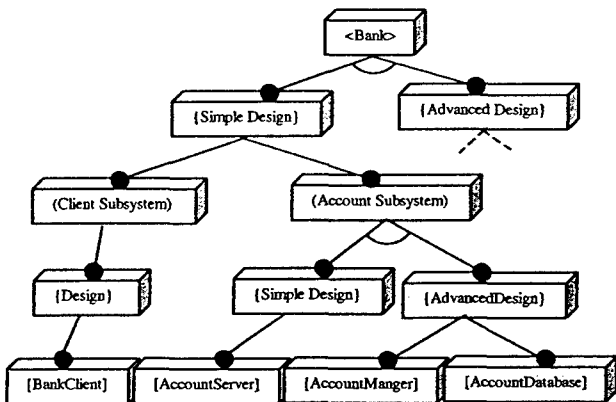 <Bank>
{Simple Design}
{Advanced Design}
(Client Subsystem)
(Account Subsystem)
{Design}
{Simple Design}
{AdvancedDesign}
[BankClient]
[AccountServer]
[AccountManger]
[AccountDatabase]